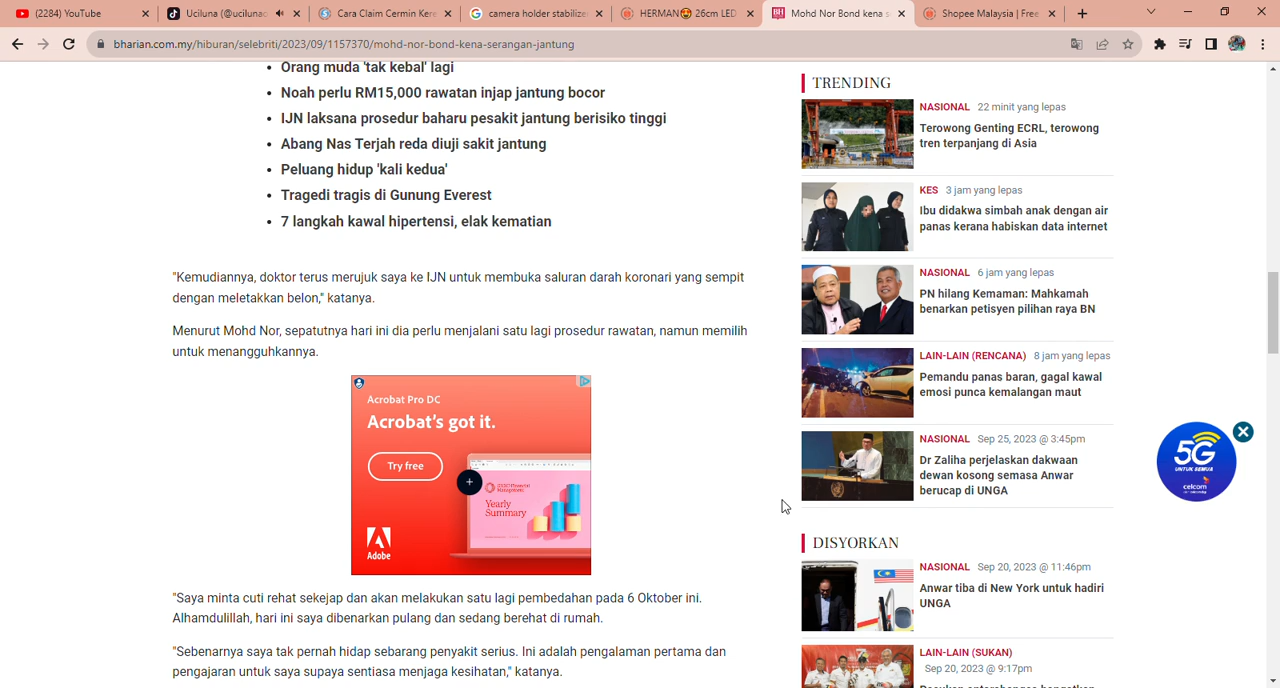 (2284) YouTube
Uciluna (@ucilunac
Cara Claim Cermin Kere
camera holder stabilize
HERMAN😍 26cm LED
Mohd Nor Bond kena s
Shopee Malaysia | Free
bharian.com.my/hiburan/selebriti/2023/09/1157370/mohd-nor-bond-kena-serangan-jantung
Orang muda 'tak kebal' lagi
Noah perlu RM15,000 rawatan injap jantung bocor
IJN laksana prosedur baharu pesakit jantung berisiko tinggi
Abang Nas Terjah reda diuji sakit jantung
Peluang hidup 'kali kedua'
Tragedi tragis di Gunung Everest
7 langkah kawal hipertensi, elak kematian
"Kemudiannya, doktor terus merujuk saya ke IJN untuk membuka saluran darah koronari yang sempit
dengan meletakkan belon," katanya.
Menurut Mohd Nor, sepatutnya hari ini dia perlu menjalani satu lagi prosedur rawatan, namun memilih
untuk menangguhkannya.
Acrobat Pro DC
Acrobat's got it.
Try free
Yearly
Summary
Adobe
"Saya minta cuti rehat sekejap dan akan melakukan satu lagi pembedahan pada 6 Oktober ini.
Alhamdulillah, hari ini saya dibenarkan pulang dan sedang berehat di rumah.
"Sebenarnya saya tak pernah hidap sebarang penyakit serius. Ini adalah pengalaman pertama dan
pengajaran untuk saya supaya sentiasa menjaga kesihatan," katanya.
TRENDING
NASIONAL 22 minit yang lepas
Terowong Genting ECRL, terowong
tren terpanjang di Asia
KES 3 jam yang lepas
Ibu didakwa simbah anak dengan air
panas kerana habiskan data internet
NASIONAL 6 jam yang lepas
PN hilang Kemaman: Mahkamah
benarkan petisyen pilihan raya BN
LAIN-LAIN (RENCANA) 8 jam yang lepas
Pemandu panas baran, gagal kawal
emosi punca kemalangan maut
NASIONAL Sep 25, 2023 @ 3:45pm
Dr Zaliha perjelaskan dakwaan
dewan kosong semasa Anwar
berucap di UNGA
DISYORKAN
NASIONAL Sep 20, 2023 @ 11:46pm
Anwar tiba di New York untuk hadiri
UNGA
LAIN-LAIN (SUKAN)
Sep 20, 2023 @ 9:17pm
5G
UNTUK SEMUA
celcom